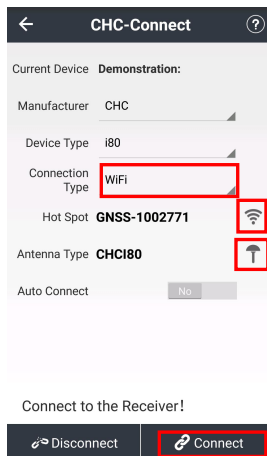 CHC-Connect ?
Current Device Demonstration:
Manufacturer CHC
Device Type i80
Connection
Type WiFi
Hot Spot GNSS-1002771
Antenna Type CHCI80
Auto Connect No
Connect to the Receiver!
Disconnect Connect